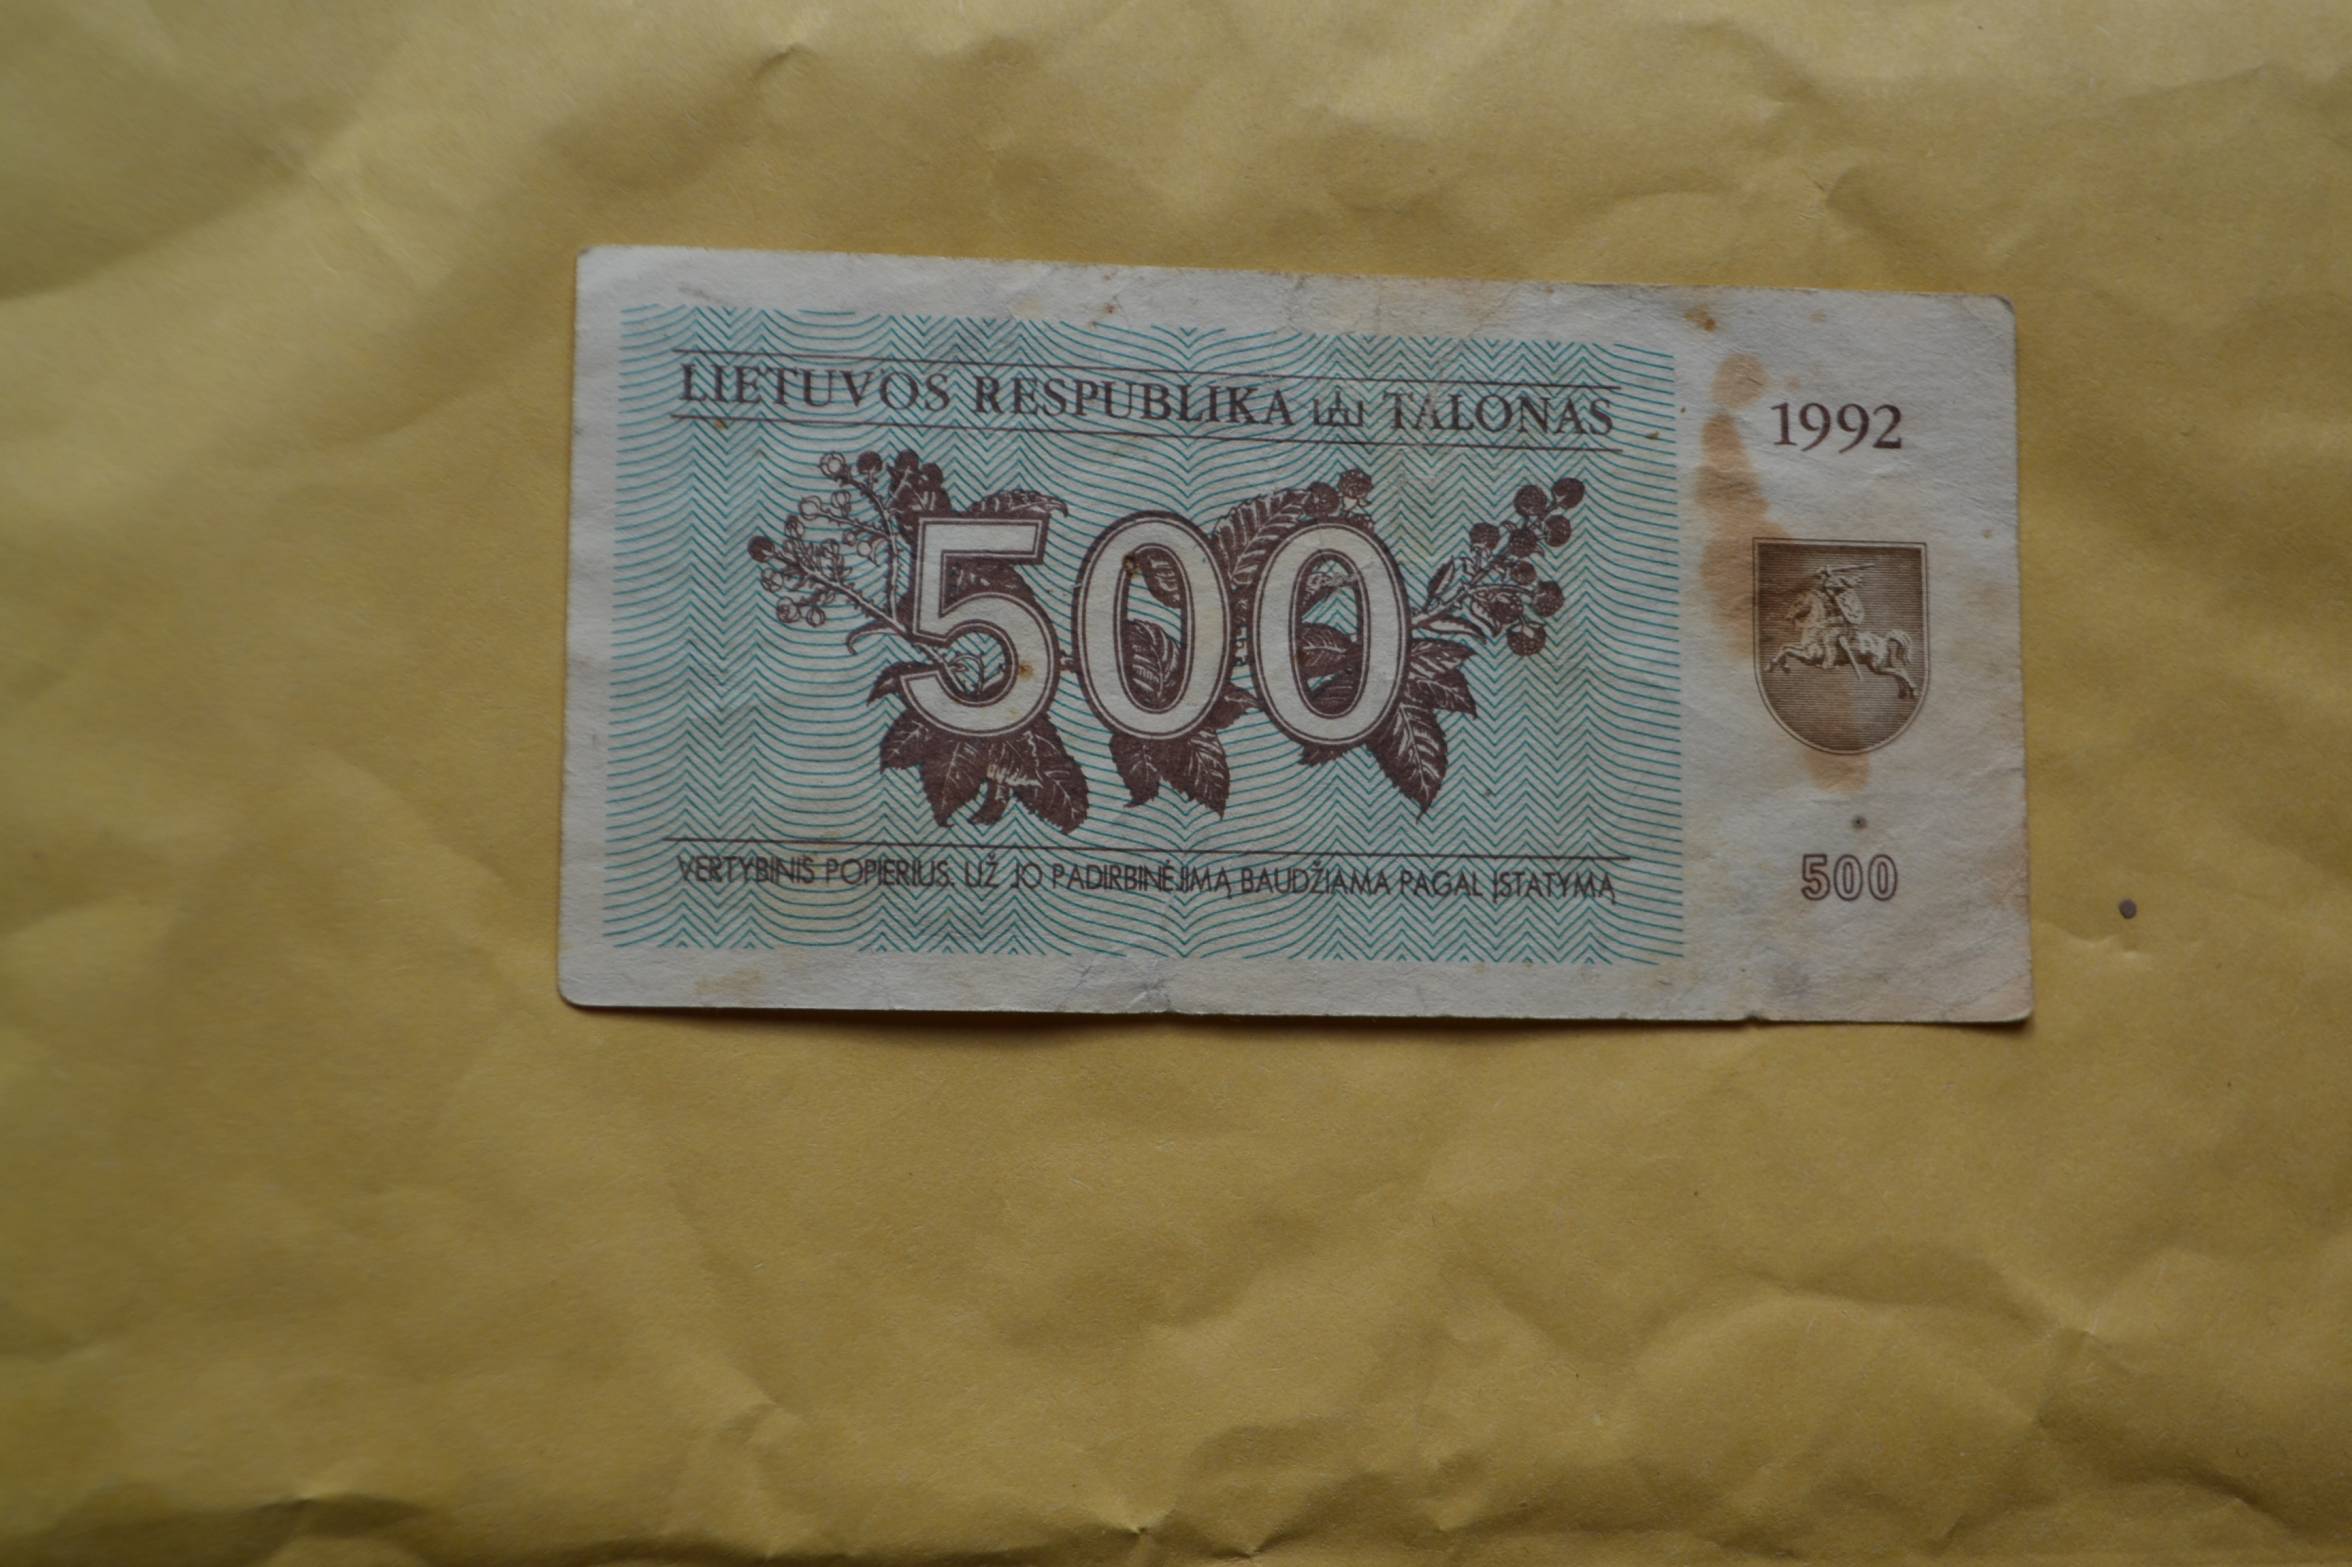 LIETUVOS RESPUBLIKA TALONAS
1992
500
VERTYBINIS POPIERIUS. UŽ JO PADIRBINĖJIMĄ BAUDŽIAMA PAGAL ĮSTATYMĄ
500